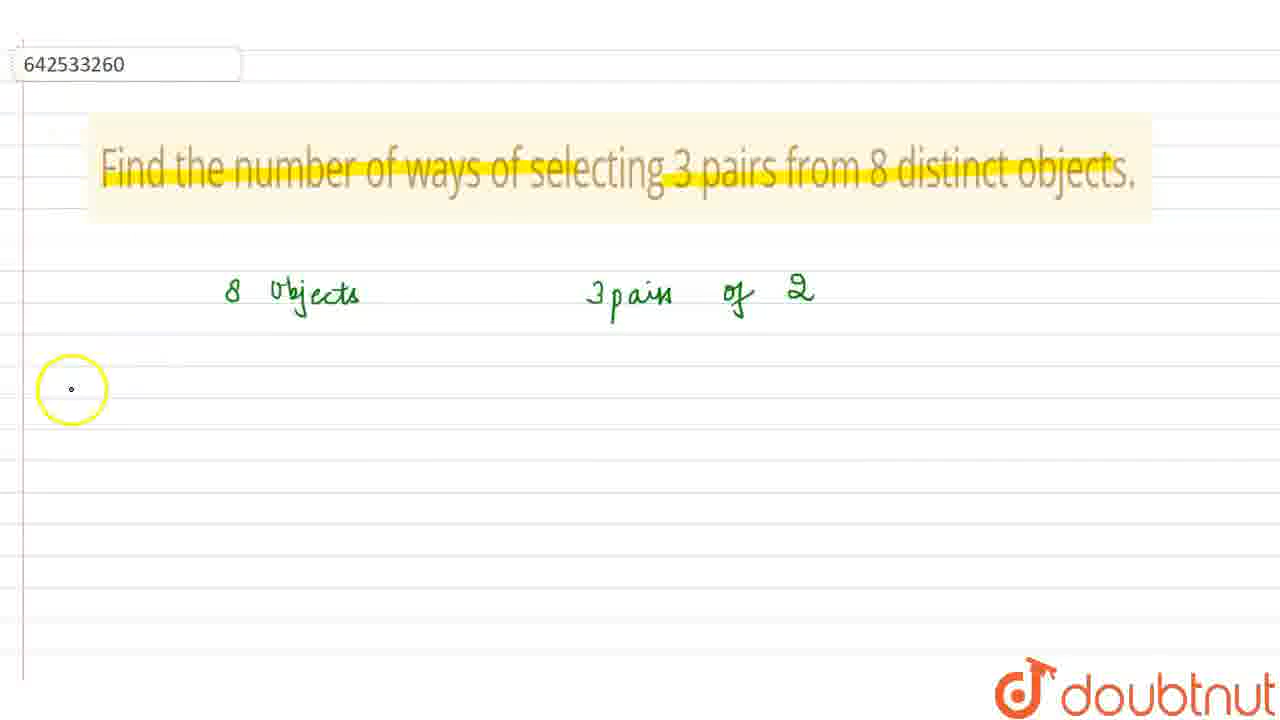 642533260
Find the number of ways of selecting 3 pairs from 8 distinct objects.
8 Objects 3 pairs of 2
doubtnut